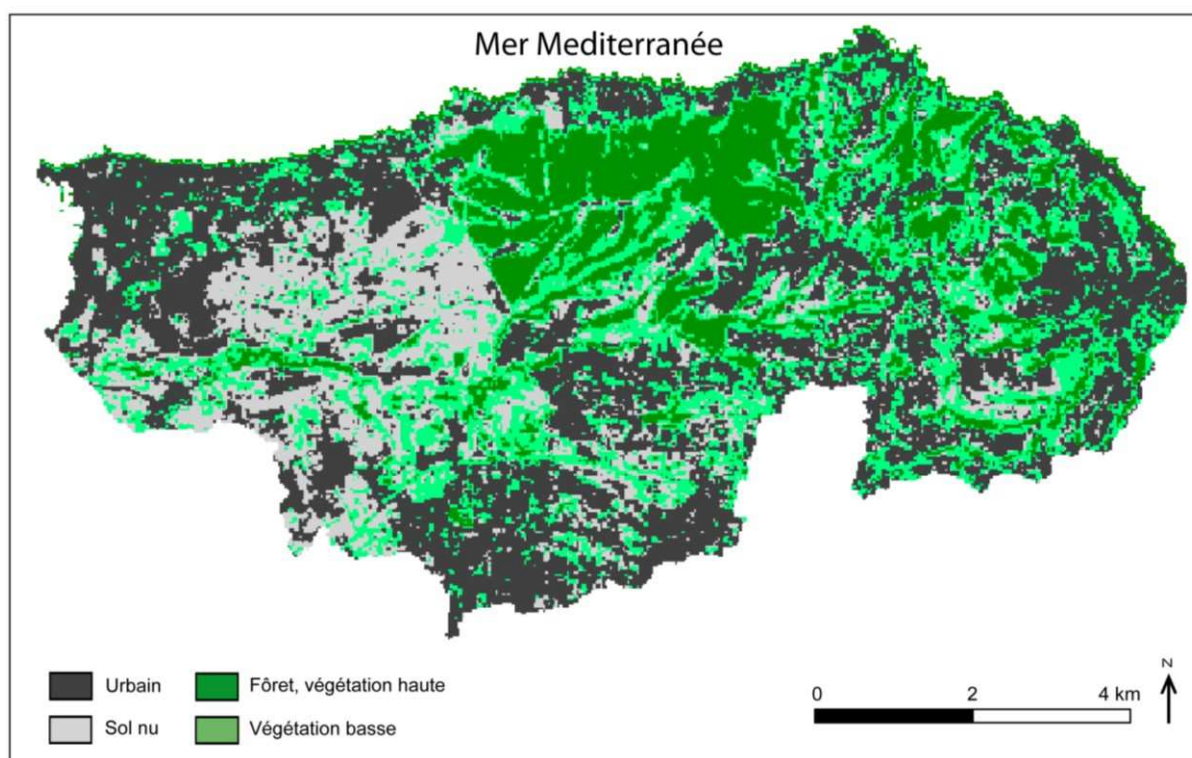 Mer Mediterranée
Urbain
Fôret, végétation haute
Sol nu
Végétation basse
0 2 4 km
N